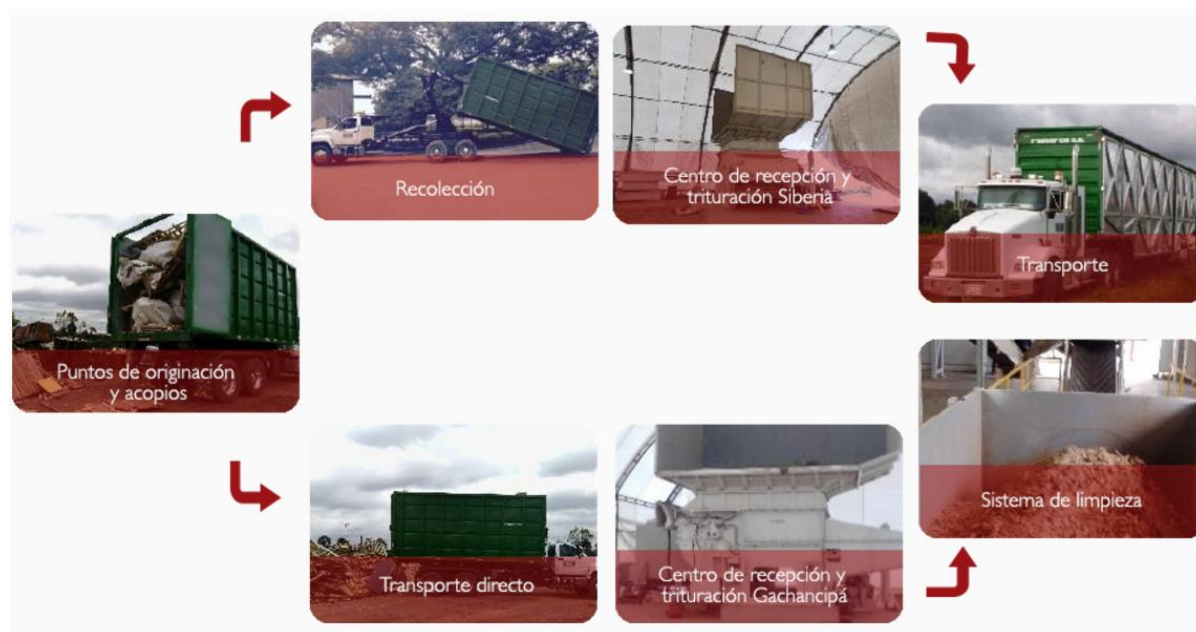 Recolección
Centro de recepción y
trituración Siberia
Transporte
Puntos de originación
y acopios
Sistema de limpieza
Transporte directo
Centro de recepción y
trituración Gachancipá